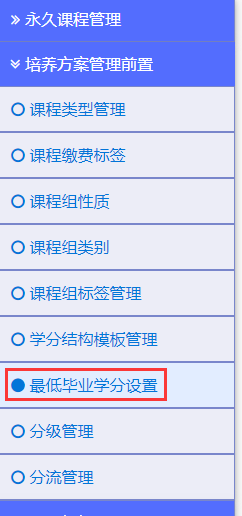 永久课程管理
培养方案管理前置
课程类型管理
课程缴费标签
课程组性质
课程组类别
课程组标签管理
学分结构模板管理
最低毕业学分设置
分级管理
分流管理